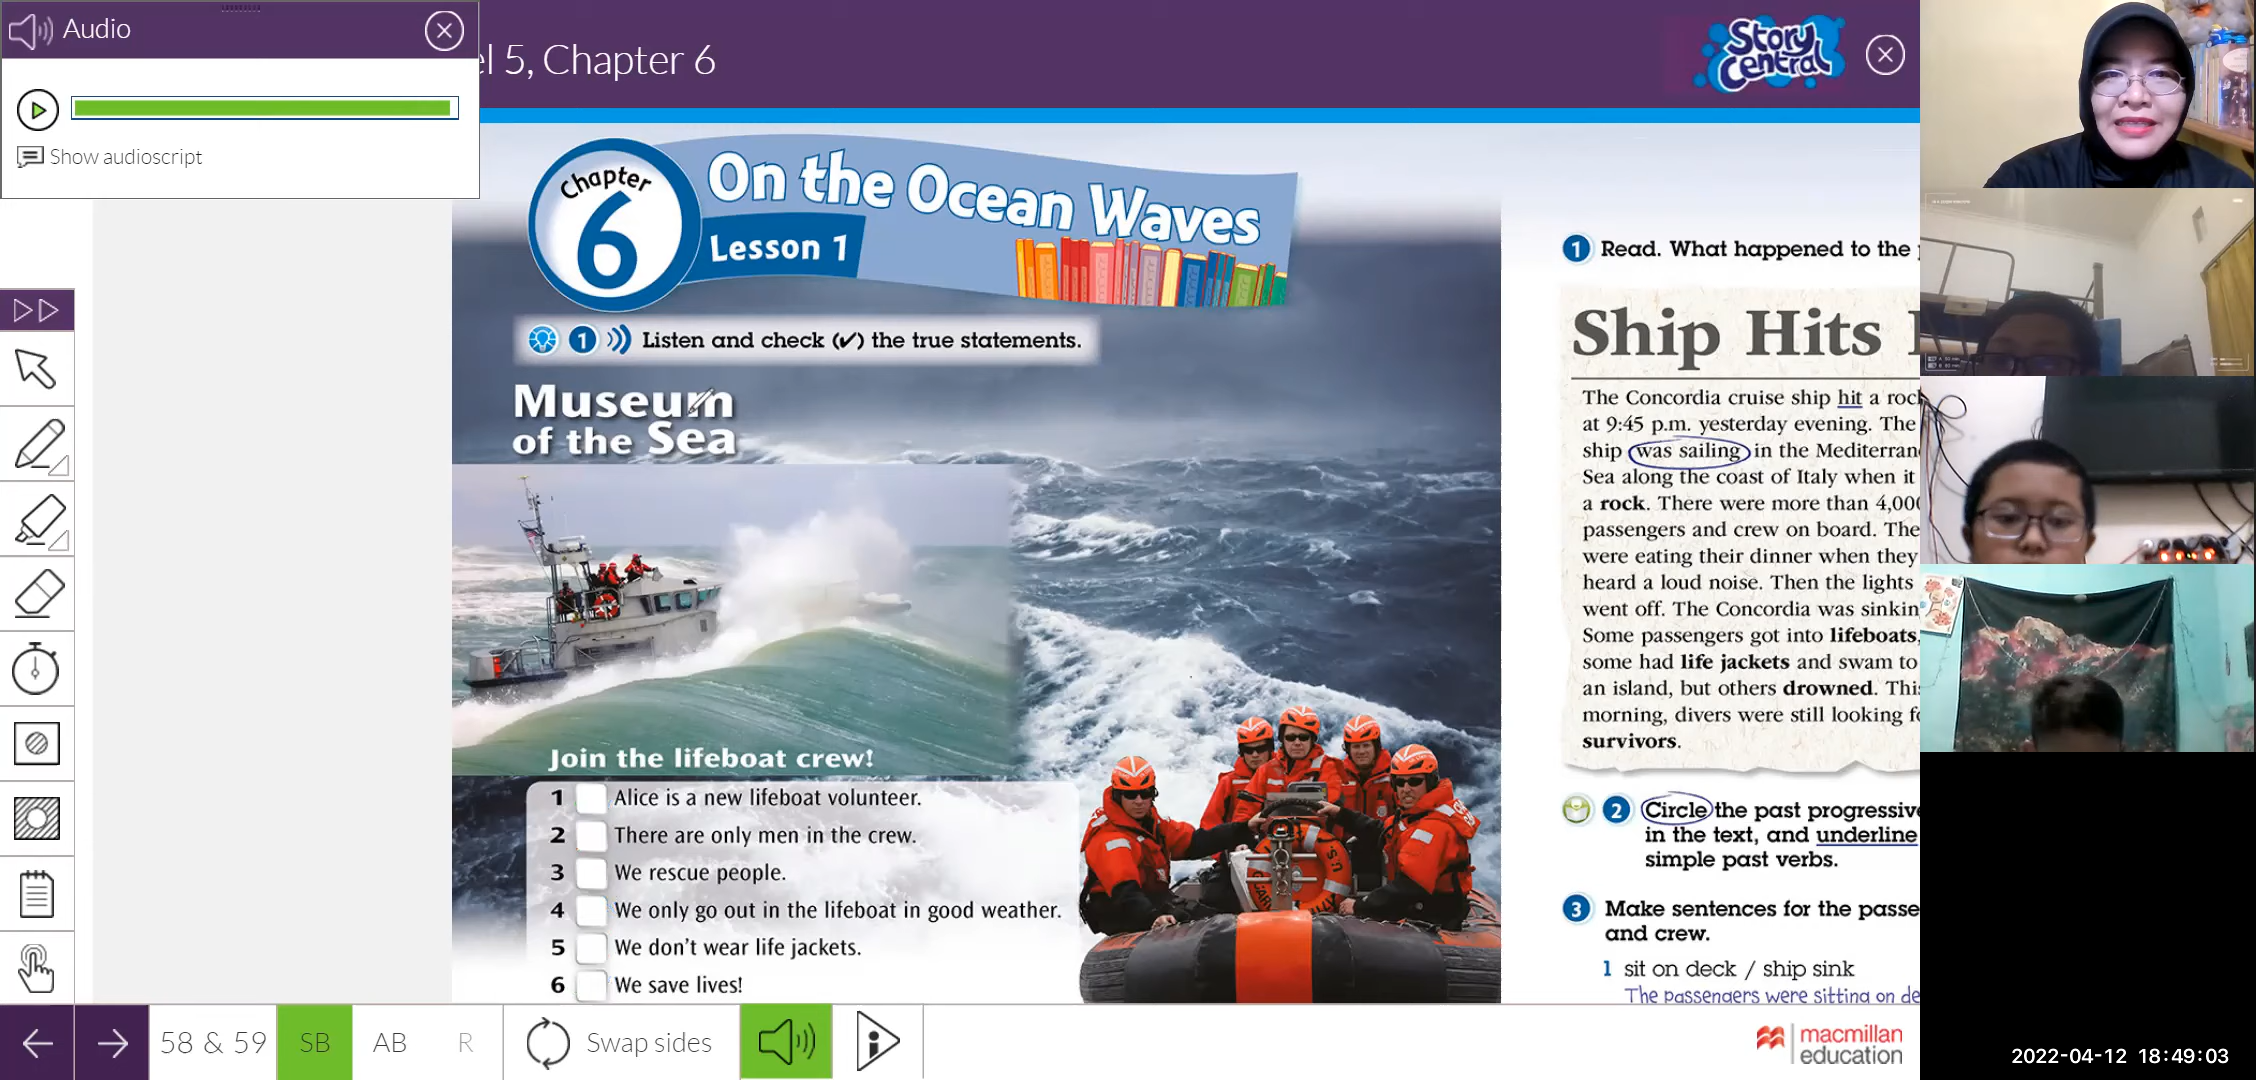 Audio
Show audioscript
el 5, Chapter 6
Story
Central
Chapter
6
On the Ocean Waves
Lesson 1
1 Listen and check (✔) the true statements.
Museum
of the Sea
Join the lifeboat crew!
1 Alice is a new lifeboat volunteer.
2 There are only men in the crew.
3 We rescue people.
4 We only go out in the lifeboat in good weather.
5 We don't wear life jackets.
6 We save lives!
1 Read. What happened to the
Ship Hits
The Concordia cruise ship hit a roc
at 9:45 p.m. yesterday evening. The
ship was sailing in the Mediterran
Sea along the coast of Italy when it
a rock. There were more than 4,000
passengers and crew on board. The
were eating their dinner when they
heard a loud noise. Then the lights
went off. The Concordia was sinkin
Some passengers got into lifeboats,
some had life jackets and swam to
an island, but others drowned. This
morning, divers were still looking fo
survivors.
2 Circle the past progressive
in the text, and underline
simple past verbs.
3 Make sentences for the passe
and crew.
1 sit on deck / ship sink
The passengers were sitting on de
58 & 59
SB
AB
R
Swap sides
macmillan
education
2022-04-12 18:49:03